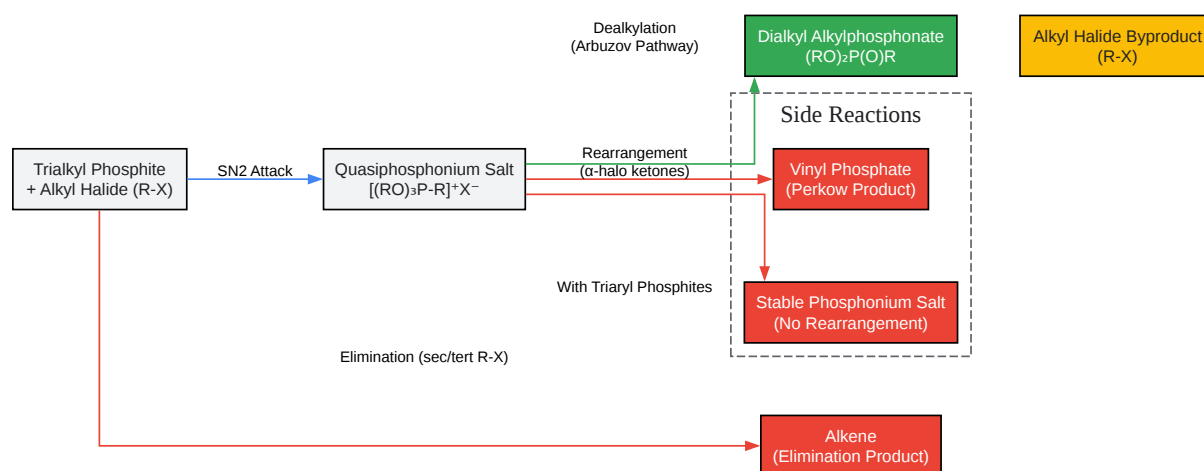 Dealkylation
(Arbuzov Pathway)
Dialkyl Alkylphosphonate
(RO)₂P(O)R
Alkyl Halide Byproduct
(R-X)
Side Reactions
Trialkyl Phosphite
+ Alkyl Halide (R-X)
SN2 Attack
Quasiphosphonium Salt
[(RO)₃P-R]⁺X⁻
Rearrangement
(α-halo ketones)
Vinyl Phosphate
(Perkow Product)
With Triaryl Phosphites
Stable Phosphonium Salt
(No Rearrangement)
Elimination (sec/tert R-X)
Alkene
(Elimination Product)